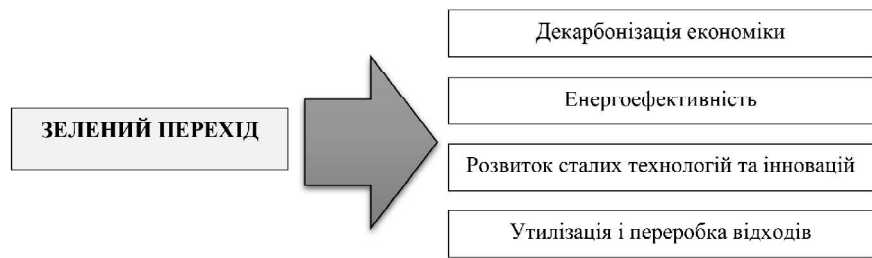 Декарбонізація економіки
Енергоефективність
ЗЕЛЕНИЙ ПЕРЕХІД
Розвиток сталих технологій та інновацій
Утилізація і переробка відходів